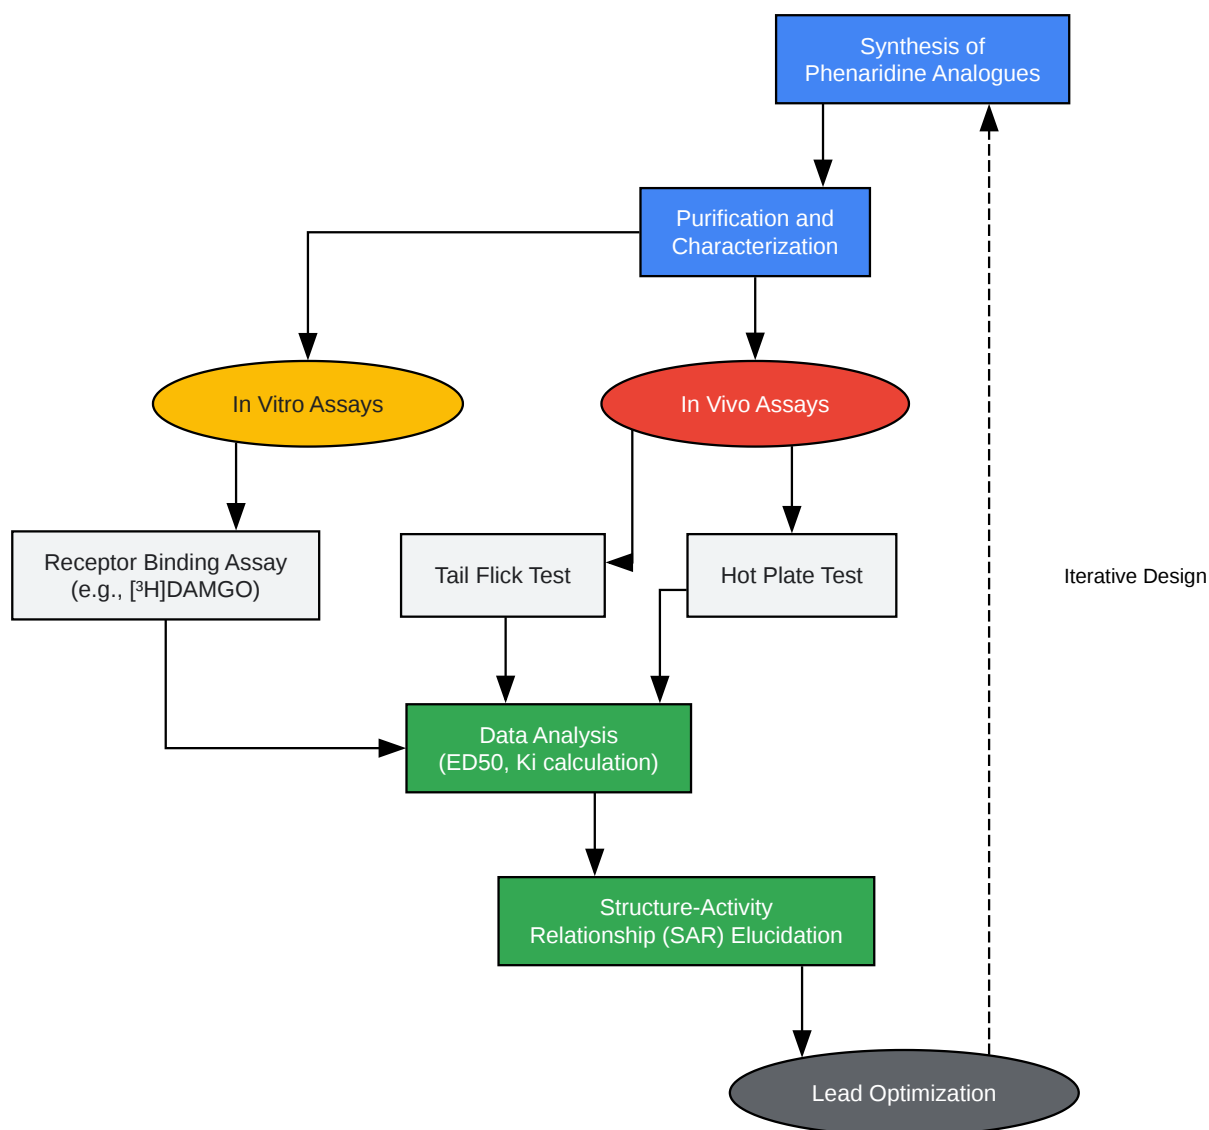 Synthesis of
Phenaridine Analogues
Purification and
Characterization
In Vitro Assays
In Vivo Assays
Receptor Binding Assay
(e.g., [³H]DAMGO)
Tail Flick Test
Hot Plate Test
Iterative Design
Data Analysis
(ED50, Ki calculation)
Structure-Activity
Relationship (SAR) Elucidation
Lead Optimization